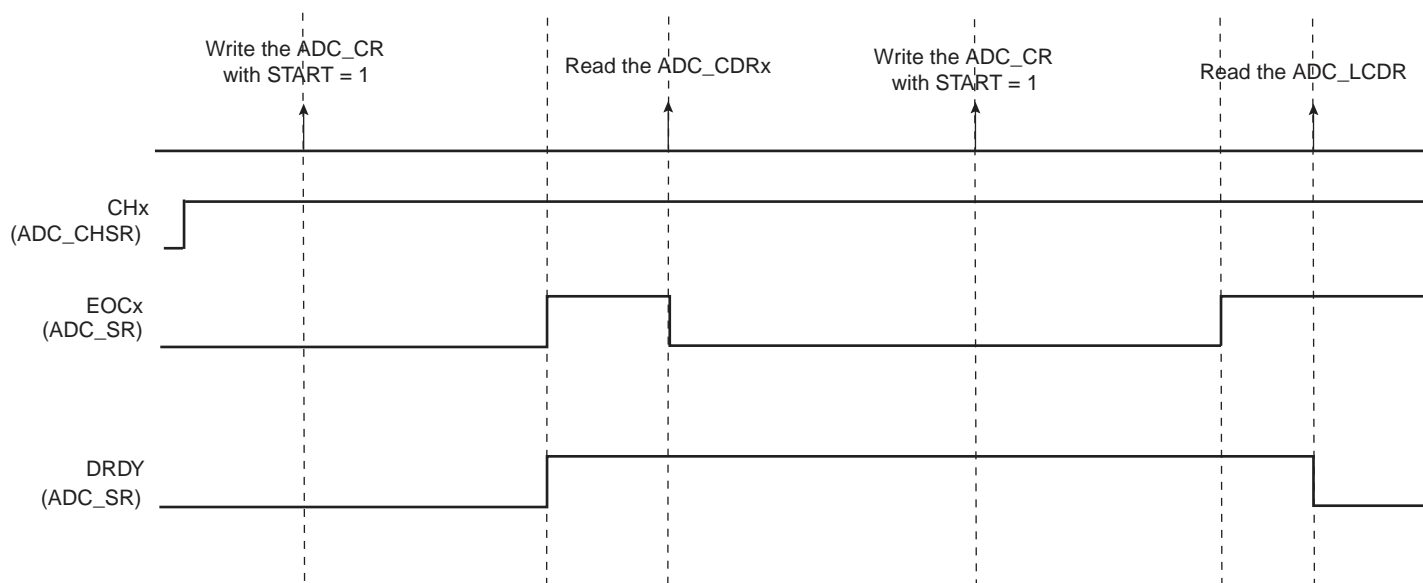 Write the ADC_CR
with START = 1
Read the ADC_CDRx
Write the ADC_CR
with START = 1
Read the ADC_LCDR
CHx
(ADC_CHSR)
EOCx
(ADC_SR)
DRDY
(ADC_SR)